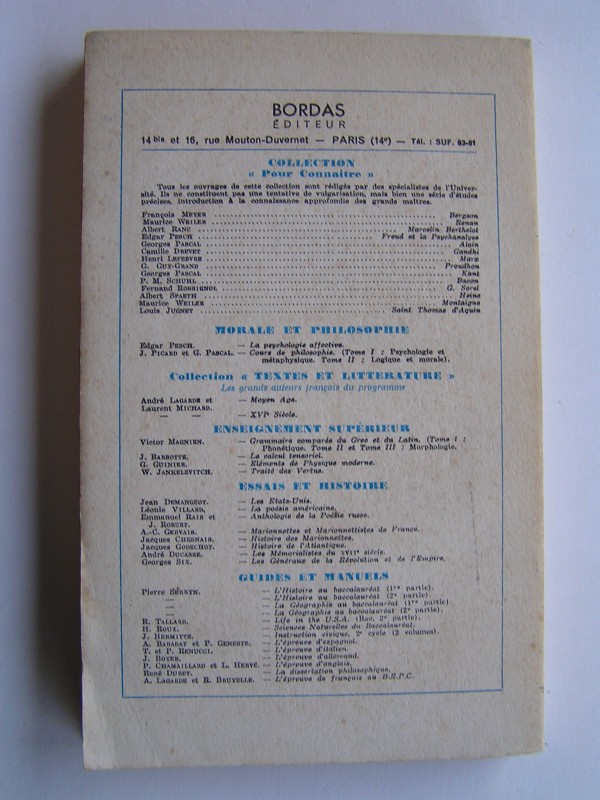 BORDAS
ÉDITEUR
14 bis et 16, rue Mouton-Duvernet — PARIS (14e) — Tél. : SUF. 83-81
COLLECTION
« Pour Connaître »
Tous les ouvrages de cette collection sont rédigés par des spécialistes de l'Univer-
sité. Ils ne constituent pas une tentative de vulgarisation, mais bien une série d'études
précises, introduction à la connaissance approfondie des grands maîtres.
François MEYER ........ Bergson
Maurice WEILER ........ Renan
Albert RANC ........ Marcelin Berthelot
Edgar PESCH ........ Freud et la Psychanalyse
Georges PASCAL ........ Alain
Camille DREVET ........ Gandhi
Henri LEFEBVRE ........ Marx
G. GUY-GRAND ........ Proudhon
Georges PASCAL ........ Kant
P. M. SCHUHL ........ Bacon
Fernand ROSSIGNOL ........ G. Sorel
Albert SPAETH ........ Heine
Maurice WEILER ........ Montaigne
Louis JUGNET ........ Saint Thomas d'Aquin
MORALE ET PHILOSOPHIE
Edgar PESCH. — La psychologie affective.
J. PICARD et G. PASCAL. — Cours de philosophie. (Tome I : Psychologie et
métaphysique. Tome II : Logique et morale).
Collection « TEXTES ET LITTERATURE »
Les grands auteurs français du programme
André LAGARDE et — Moyen Age.
Laurent MICHARD.
— — — XVIe Siècle.
ENSEIGNEMENT SUPÉRIEUR
Victor MAGNIEN. — Grammaire comparée du Grec et du Latin. (Tome I :
Phonétique. Tome II et Tome III : Morphologie.
J. BARBOTTE. — Le calcul tensoriel.
G. GUINIER. — Eléments de Physique moderne.
W. JANKELEVITCH. — Traité des Vertus.
ESSAIS ET HISTOIRE
Jean DEMANGEOT. — Les Etats-Unis.
Léonie VILLARD. — La poésie américaine.
Emmanuel RAIS et — Anthologie de la Poésie russe.
J. ROBERT.
A.-C. GERVAIS. — Marionnettes et Marionnettistes de France.
Jacques CHESNAIS. — Histoire des Marionnettes.
Jacques GODECHOT. — Histoire de l'Atlantique.
André DUCASSE. — Les Mémorialistes du XVIIe siècle.
Georges SIX. — Les Généraux de la Révolution et de l'Empire.
GUIDES ET MANUELS
Pierre SÉBRYN. — L'Histoire au baccalauréat (1re partie).
— — L'Histoire au baccalauréat (2e partie).
— — La Géographie au baccalauréat (1re partie).
— — La Géographie au baccalauréat (2e partie).
R. TALLARD. — Life in the U.S.A. (Bac. 2e partie).
H. ROUX. — Sciences Naturelles du Baccalauréat.
J. HERMITTE. — Instruction civique, 2e cycle (2 volumes).
A. BARADAT et P. GENESTE. — L'épreuve d'espagnol.
T. et P. RENUCCI. — L'épreuve d'italien.
J. BOYER. — L'épreuve d'allemand.
P. CHAMAILLARD et L. HERVÉ. — L'épreuve d'anglais.
René DURET. — La dissertation philosophique.
A. LAGARDE et R. BRUYELLE. — L'épreuve de français au B.E.P.C.